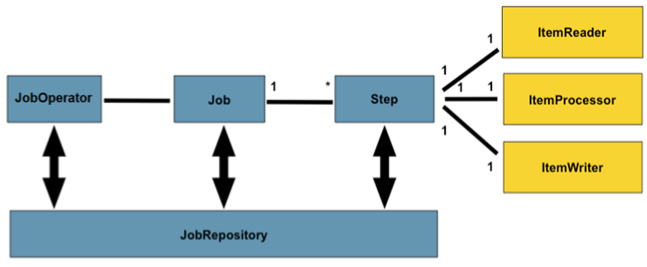 ItemReader
1
1
JobOperator
Job
1
*
Step
1
1
ItemProcessor
1
1
ItemWriter
JobRepository